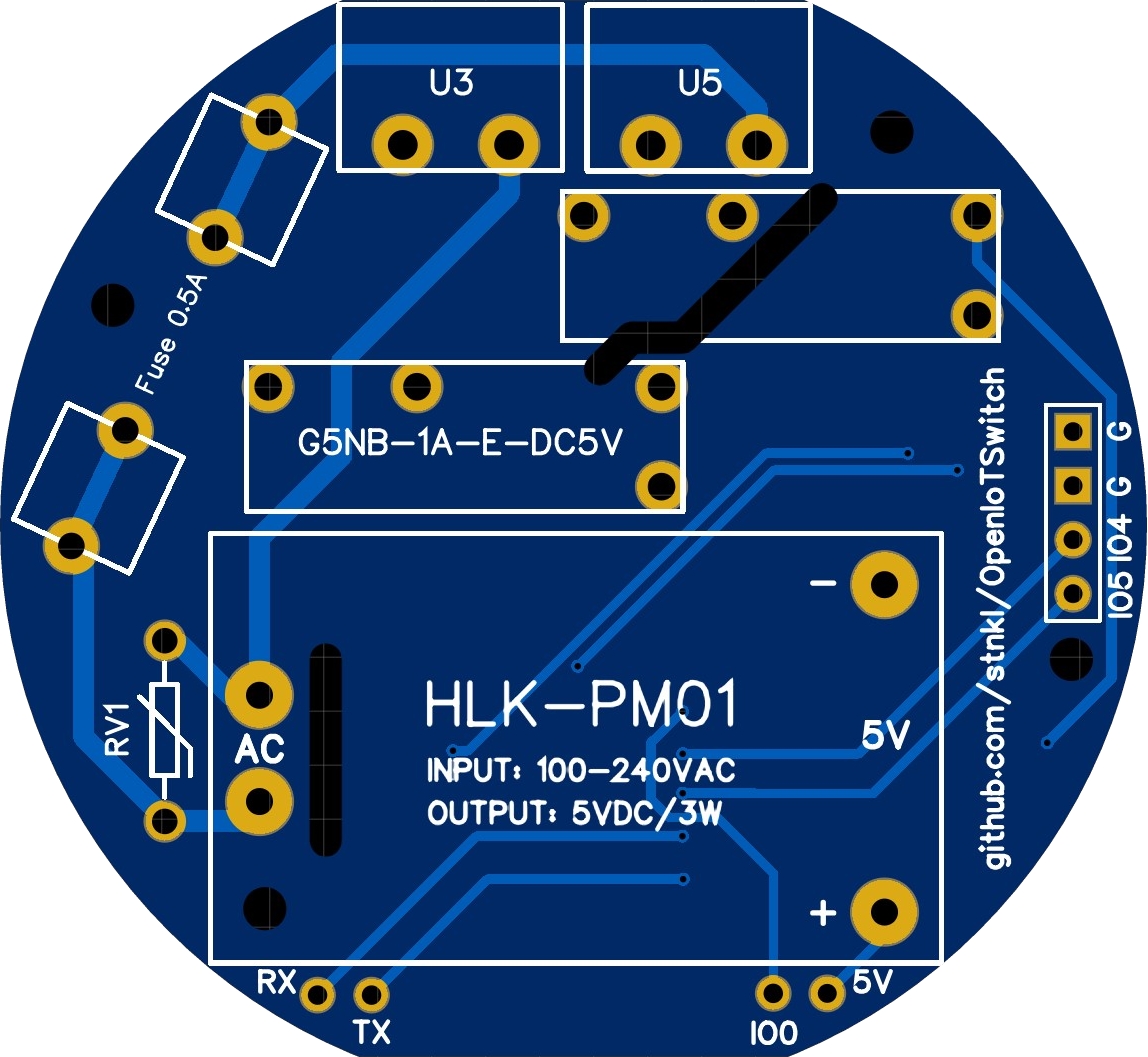 U3
U5
Fuse 0.5A
G5NB-1A-E-DC5V
G
G
IO4
IO5
github.com/stnkl/OpenIoTSwitch
-
HLK-PM01
RV1
AC
5V
INPUT: 100-240VAC
OUTPUT: 5VDC/3W
+
RX
TX
IO0
5V